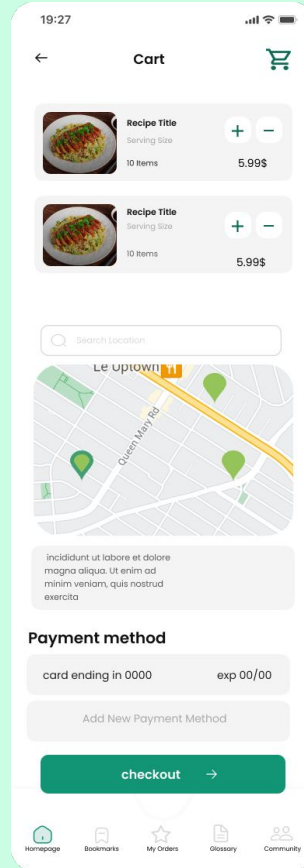 19:27
Cart
Recipe Title
Serving Size
10 Items
5.99$
Recipe Title
Serving Size
10 Items
5.99$
Search Location
Le Uptown
Queen Mary Rd
incididunt ut labore et dolore
magna aliqua. Ut enim ad
minim veniam, quis nostrud
exercita
Payment method
card ending in 0000 exp 00/00
Add New Payment Method
checkout
Homepage Bookmarks My Orders Glossary Community